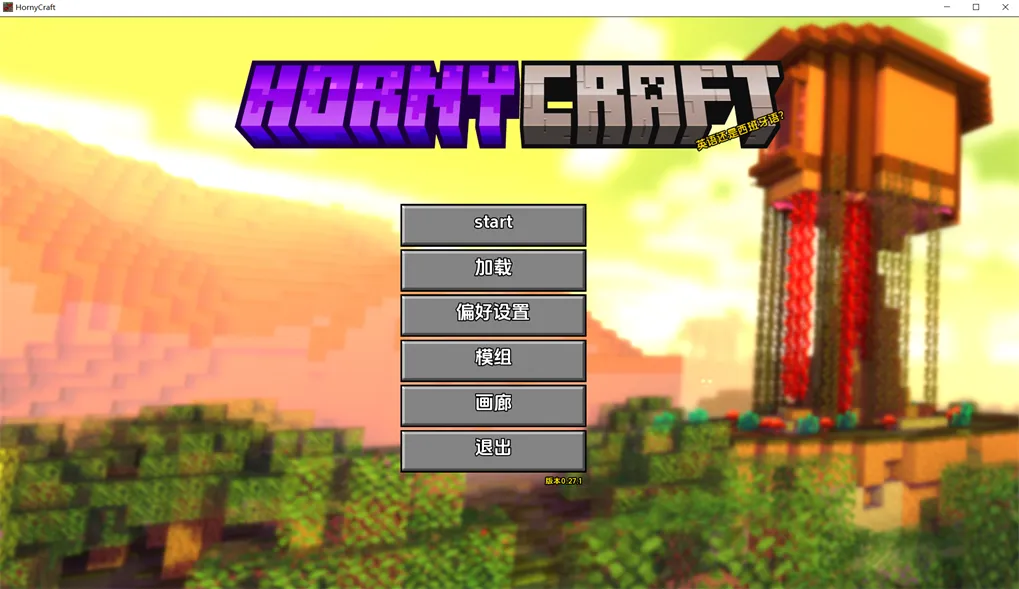 HornyCraft
HORNYCRAFT
英语还是西班牙语?
start
加载
偏好设置
模组
画廊
退出
版本0.27.1